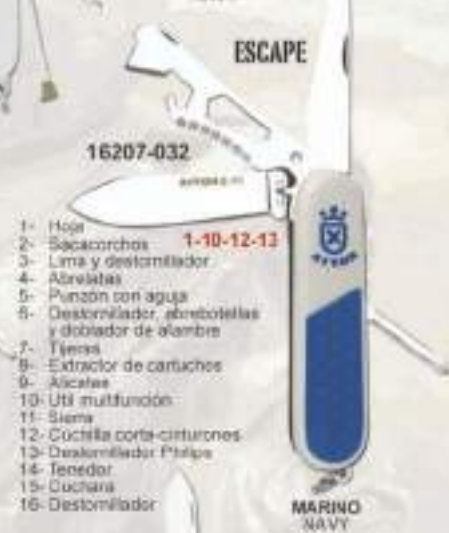 ESCAPE
16207-032
1-10-12-13
1- Hoja
2- Sacacorchos
3- Lima y destornillador
4- Abrelatas
5- Punzón con aguja
6- Destornillador, abrebotellas
y doblador de alambre
7- Tijeras
8- Extractor de cartuchos
9- Alicates
10- Util multifunción
11- Sierra
12- Cuchilla corta-cinturones
13- Destornillador Philips
14- Tenedor
15- Cuchara
16- Destornillador
AITOR
MARINO
NAVY